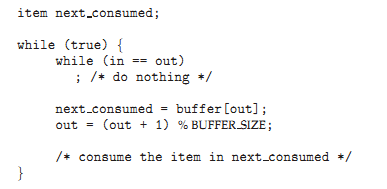 item next_consumed;
while (true) {
while (in == out)
; /* do nothing */
next_consumed = buffer[out];
out = (out + 1) % BUFFER_SIZE;
/* consume the item in next_consumed */
}